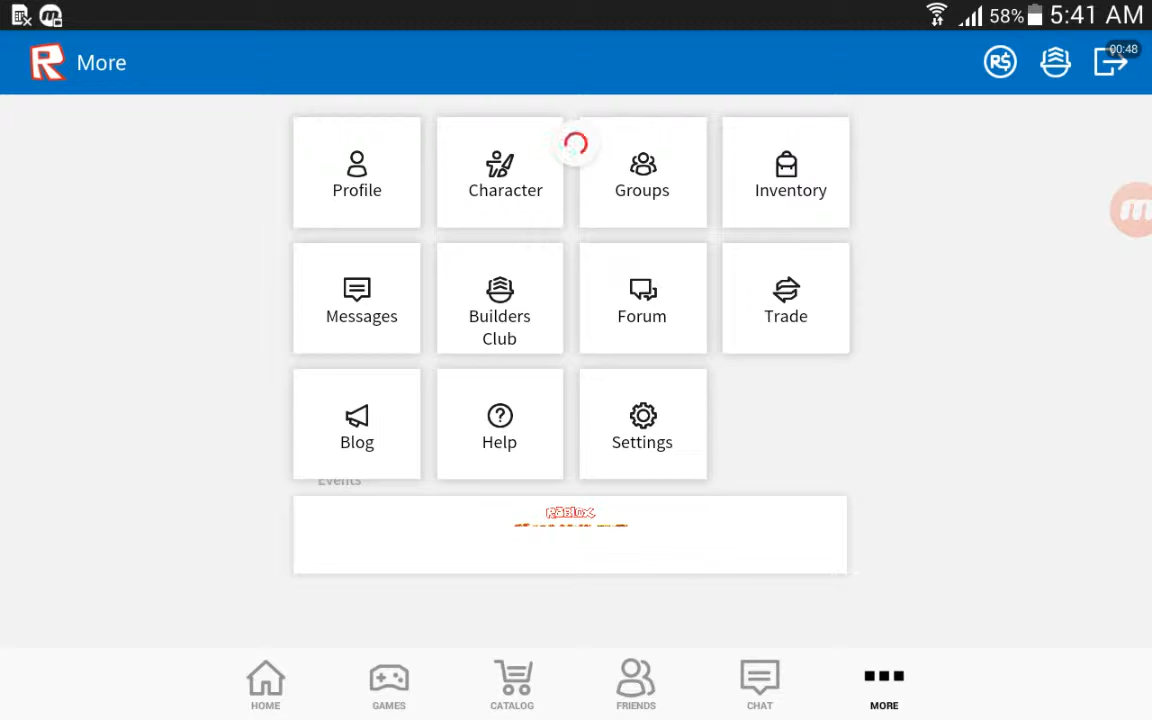 58% 5:41 AM
R More R$ 00:48
Profile Character Groups Inventory
Messages Builders Club Forum Trade
Blog Help Settings
Events
ROBLOX
HOME GAMES CATALOG FRIENDS CHAT MORE